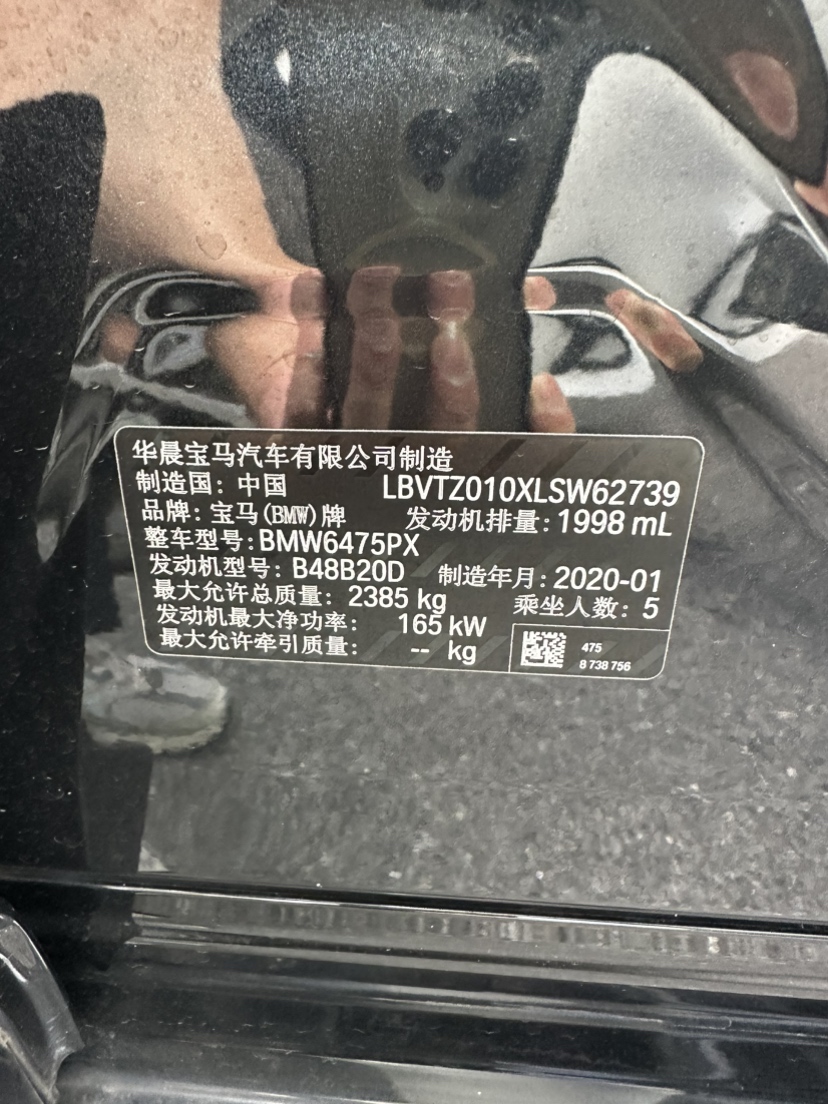 华晨宝马汽车有限公司制造
制造国: 中国 LBVTZ010XLSW62739
品牌: 宝马(BMW)牌 发动机排量: 1998 mL
整车型号: BMW6475PX
发动机型号: B48B20D 制造年月: 2020-01
最大允许总质量: 2385 kg 乘坐人数: 5
发动机最大净功率: 165 kW
最大允许牵引质量: -- kg
475
8 738 756